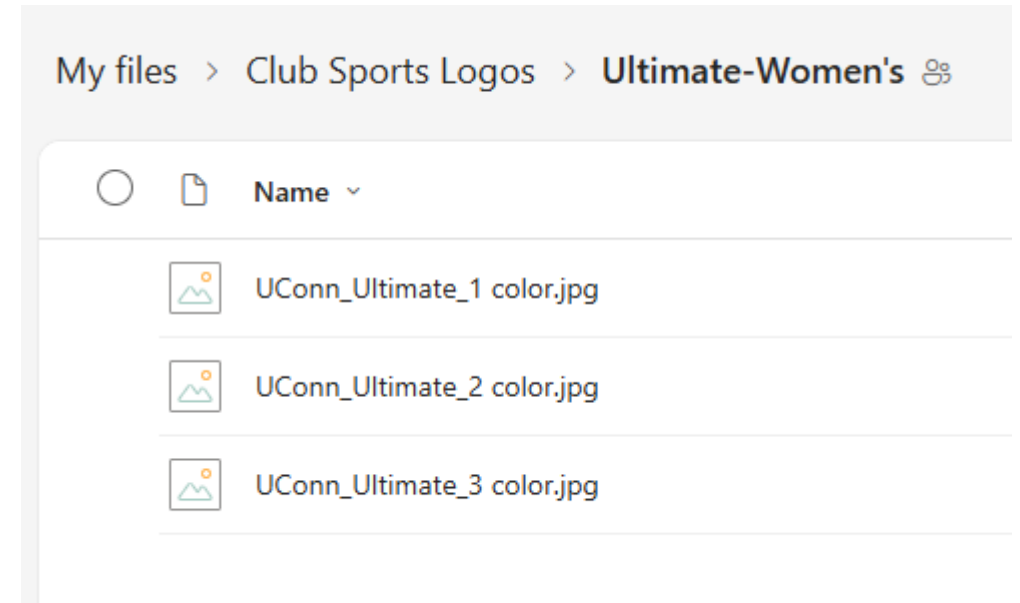 My files > Club Sports Logos > Ultimate-Women's
Name
UConn_Ultimate_1 color.jpg
UConn_Ultimate_2 color.jpg
UConn_Ultimate_3 color.jpg